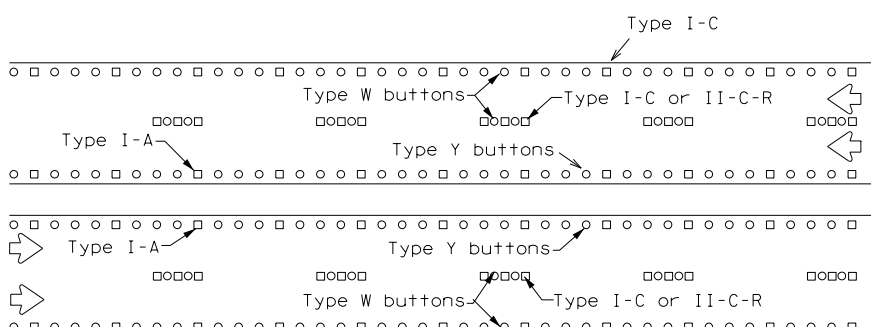 Type I-C
Type W buttons
Type I-C or II-C-R
Type I-A
Type Y buttons
Type I-A
Type Y buttons
Type W buttons
Type I-C or II-C-R